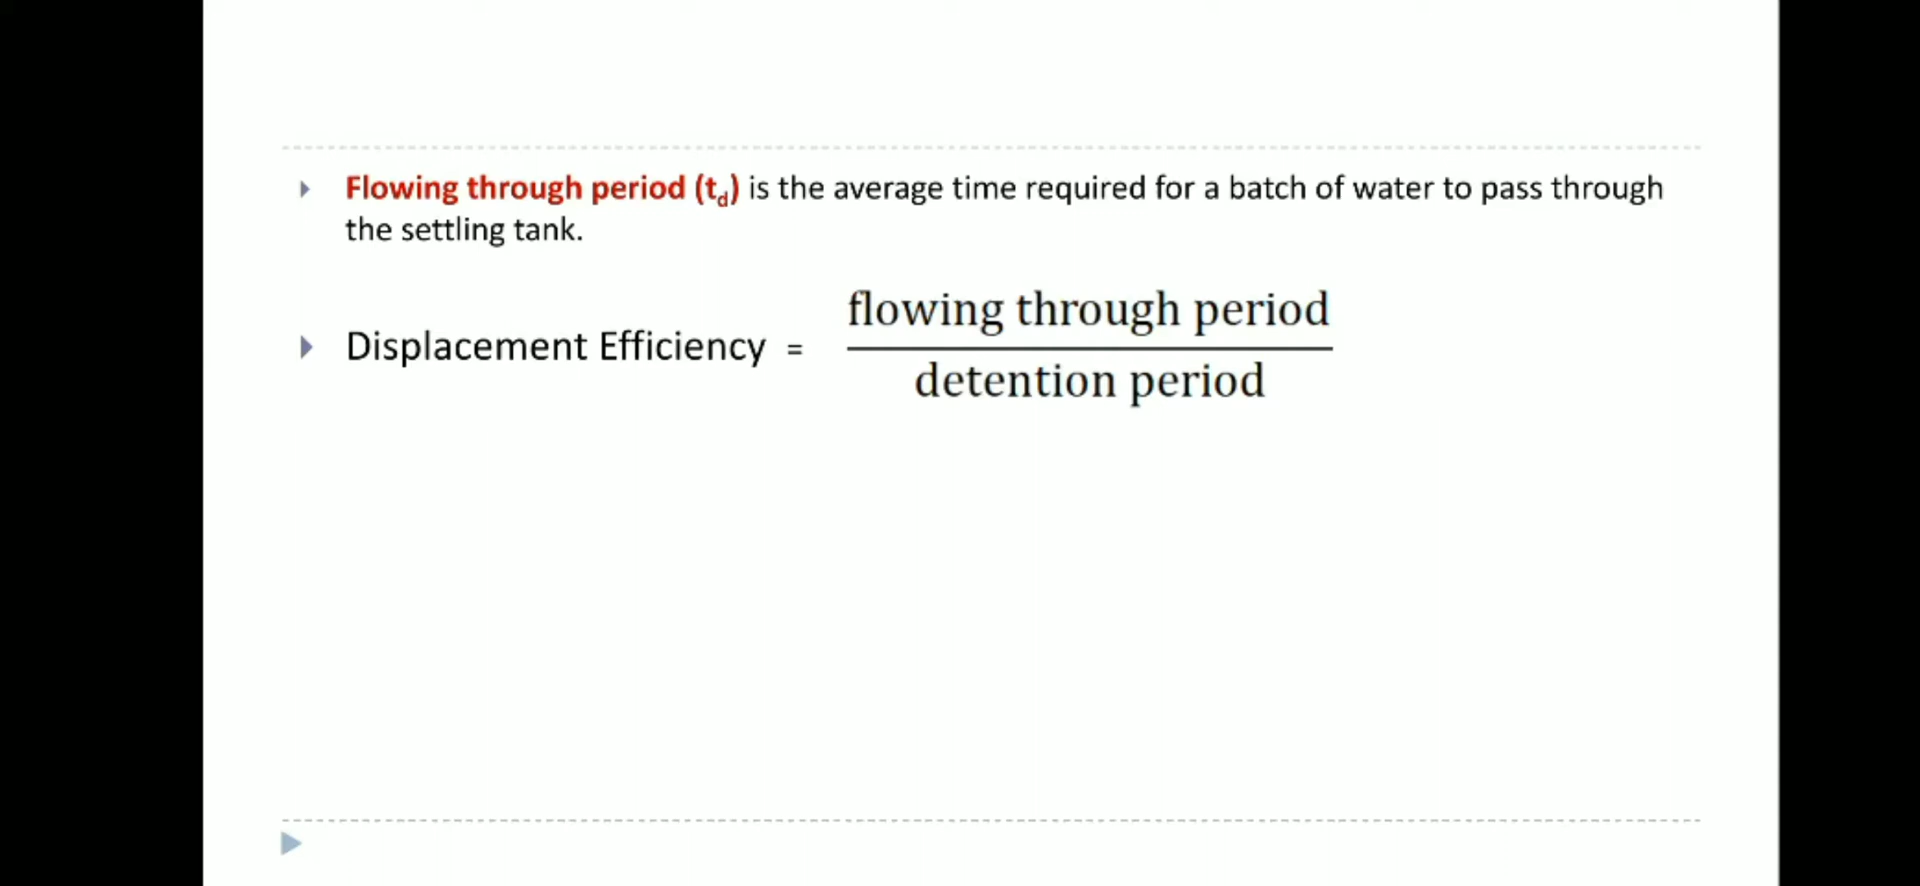 Flowing through period (td) is the average time required for a batch of water to pass through
the settling tank.
Displacement Efficiency = flowing through period
detention period